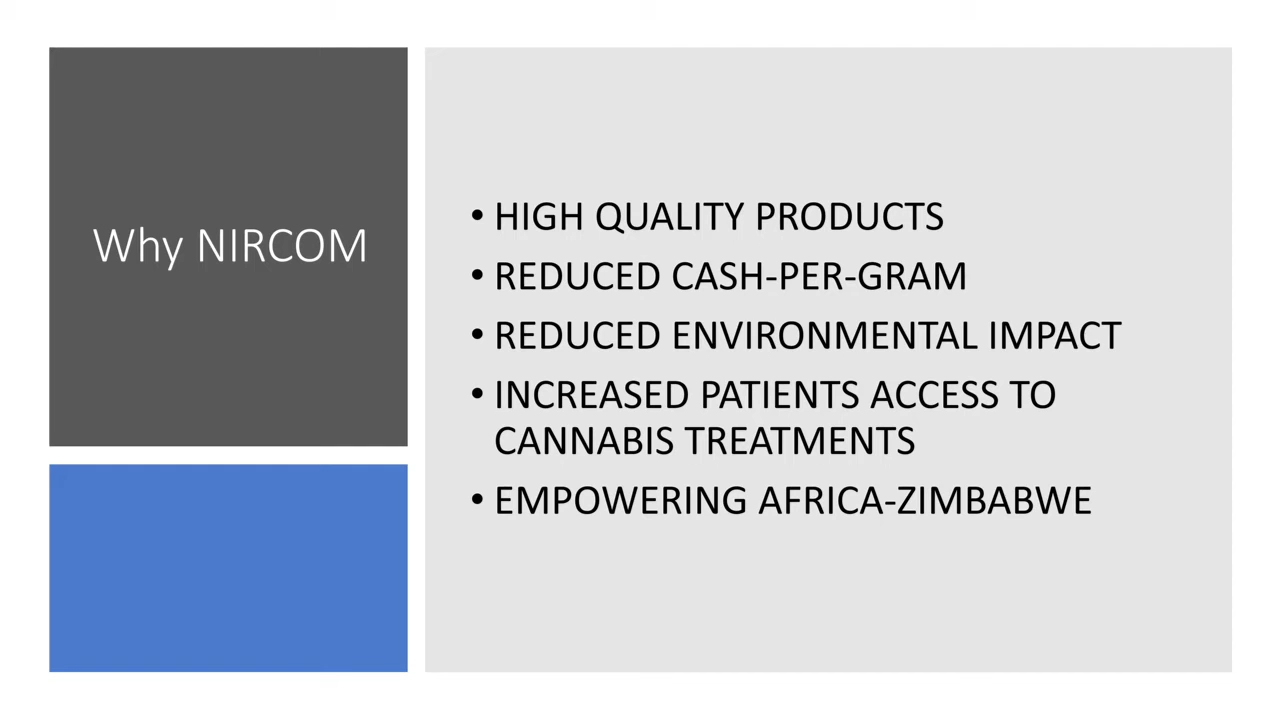 Why NIRCOM
• HIGH QUALITY PRODUCTS
• REDUCED CASH-PER-GRAM
• REDUCED ENVIRONMENTAL IMPACT
• INCREASED PATIENTS ACCESS TO
CANNABIS TREATMENTS
• EMPOWERING AFRICA-ZIMBABWE